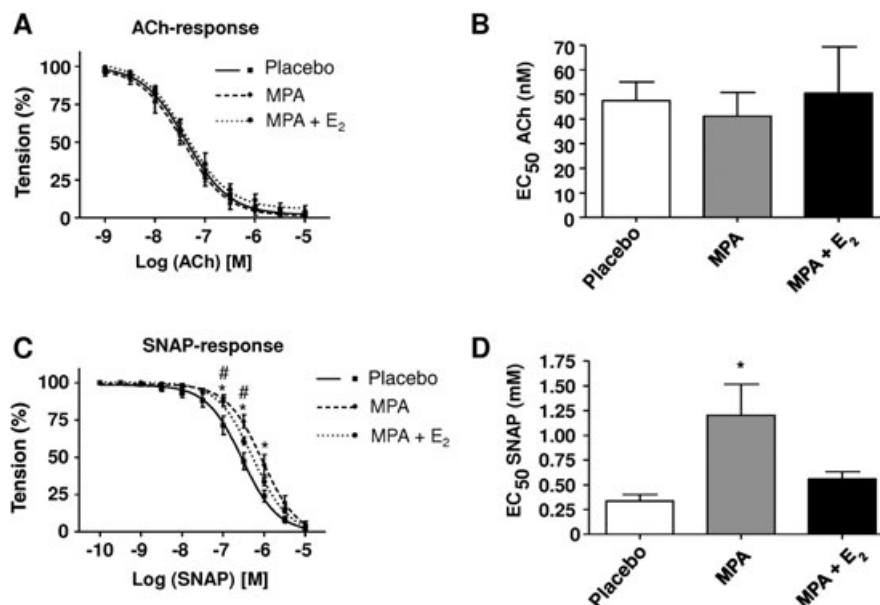 A
ACh-response
Tension (%)
100
75
50
25
0
-9
-8
-7
-6
-5
Log (ACh) [M]
Placebo
MPA
MPA + E₂
B
EC₅₀ ACh (nM)
70
60
50
40
30
20
10
0
Placebo
MPA
MPA + E₂
C
SNAP-response
Tension (%)
100
75
50
25
0
#
*
#
*
*
-10
-9
-8
-7
-6
-5
Log (SNAP) [M]
Placebo
MPA
MPA + E₂
D
EC₅₀ SNAP (mM)
1.75
1.50
1.25
1.00
0.75
0.50
0.25
0
*
Placebo
MPA
MPA + E₂